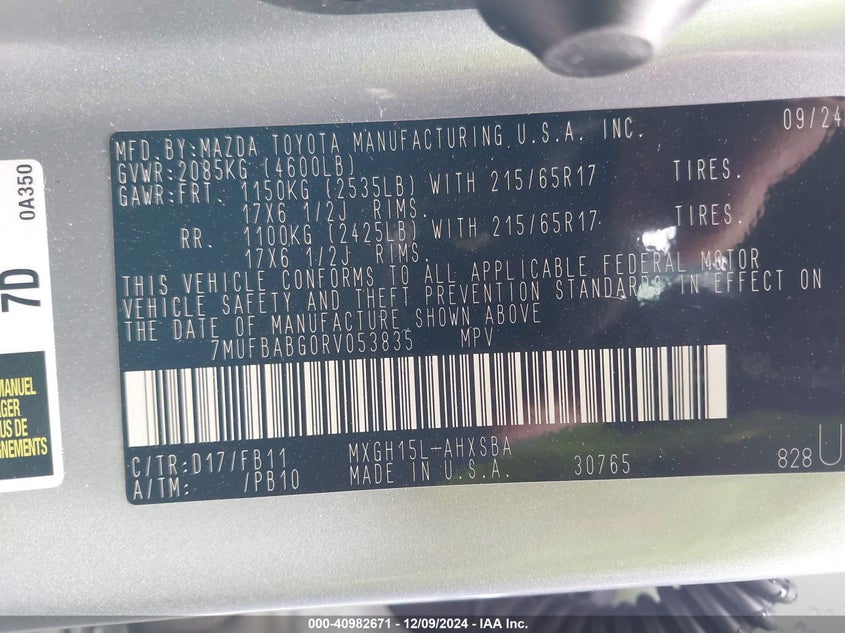 MFD.BY:MAZDA TOYOTA MANUFACTURING U.S.A. INC. 09/24
GVWR:2085KG (4600LB)
GAWR:FRT. 1150KG (2535LB) WITH 215/65R17 TIRES.
17X6 1/2J RIMS.
RR. 1100KG (2425LB) WITH 215/65R17 TIRES.
17X6 1/2J RIMS.
THIS VEHICLE CONFORMS TO ALL APPLICABLE FEDERAL MOTOR
VEHICLE SAFETY AND THEFT PREVENTION STANDARDS IN EFFECT ON
THE DATE OF MANUFACTURE SHOWN ABOVE
7MUFBABG0RV053835 MPV
C/TR:D17/FB11 MXGH15L-AHXSBA
A/TM: /PB10 MADE IN U.S.A. 30765 828 U
0A350
7D
MANUEL
US DE
000-40982671 - 12/09/2024 - IAAI - ESR